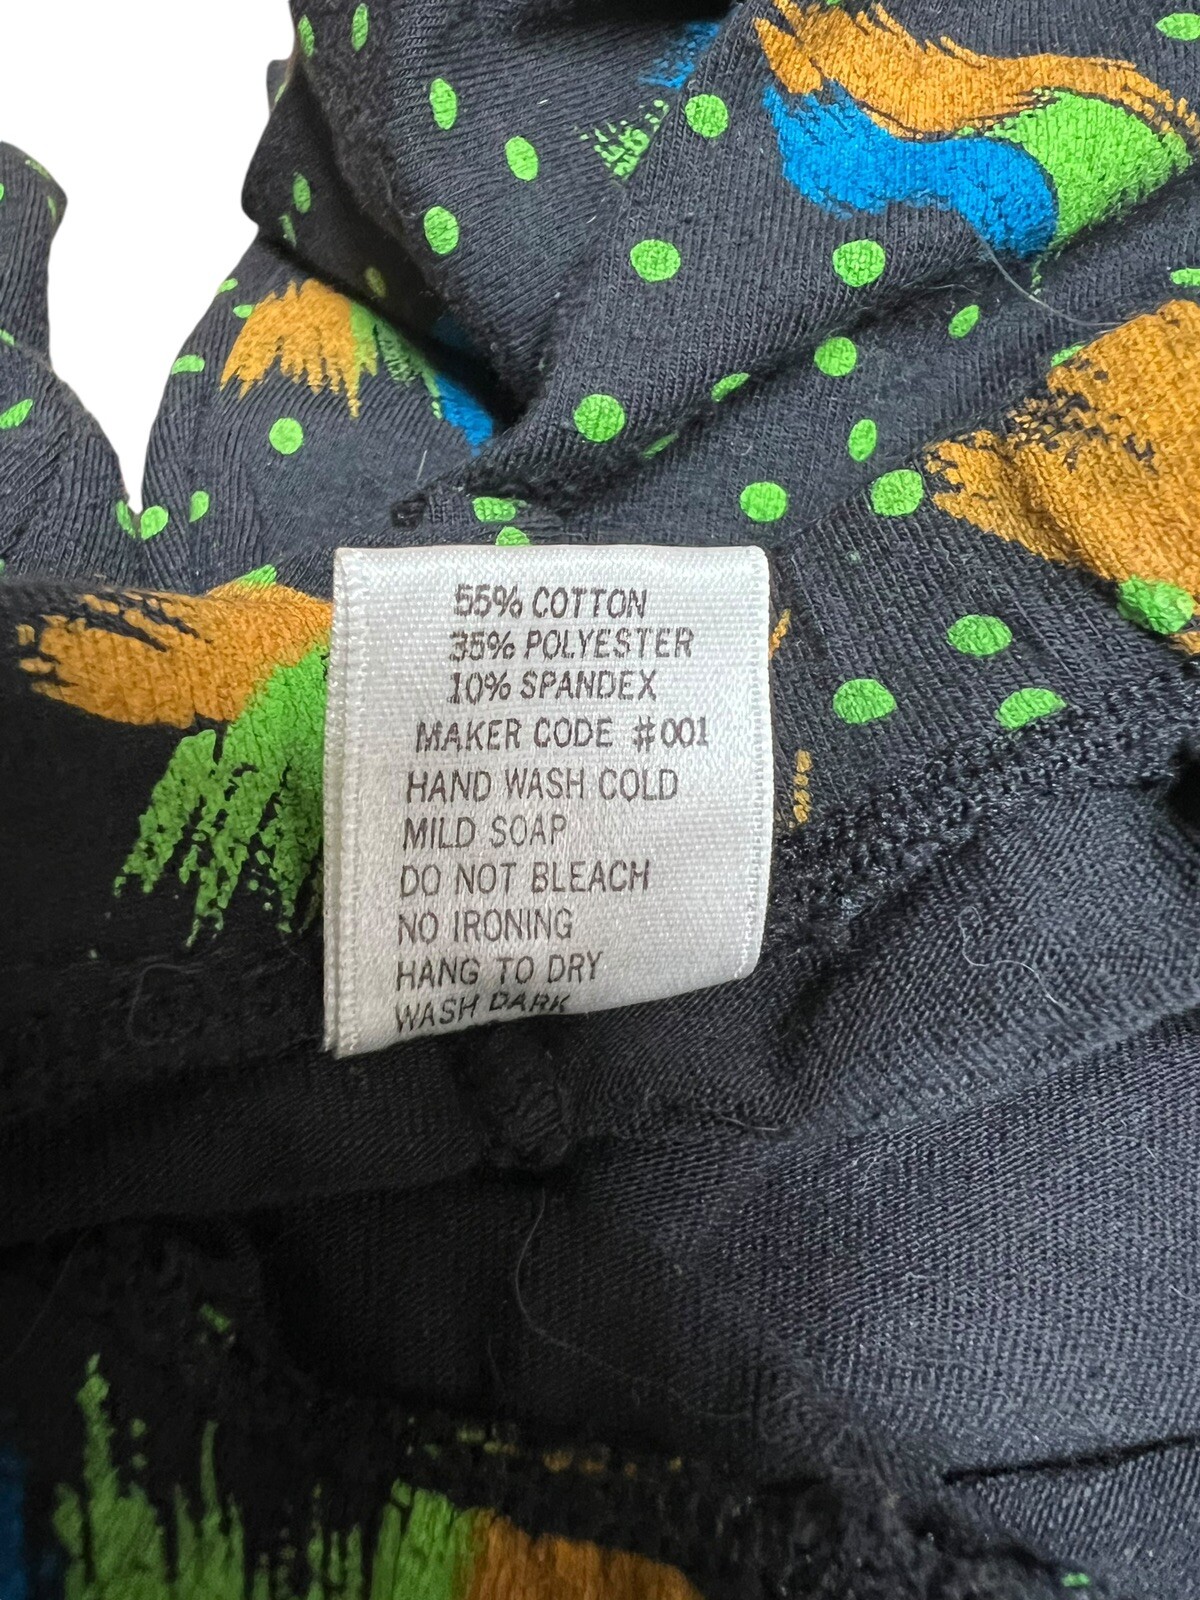 55% COTTON
35% POLYESTER
10% SPANDEX
MAKER CODE #001
HAND WASH COLD
MILD SOAP
DO NOT BLEACH
NO IRONING
HANG TO DRY
WASH DARK